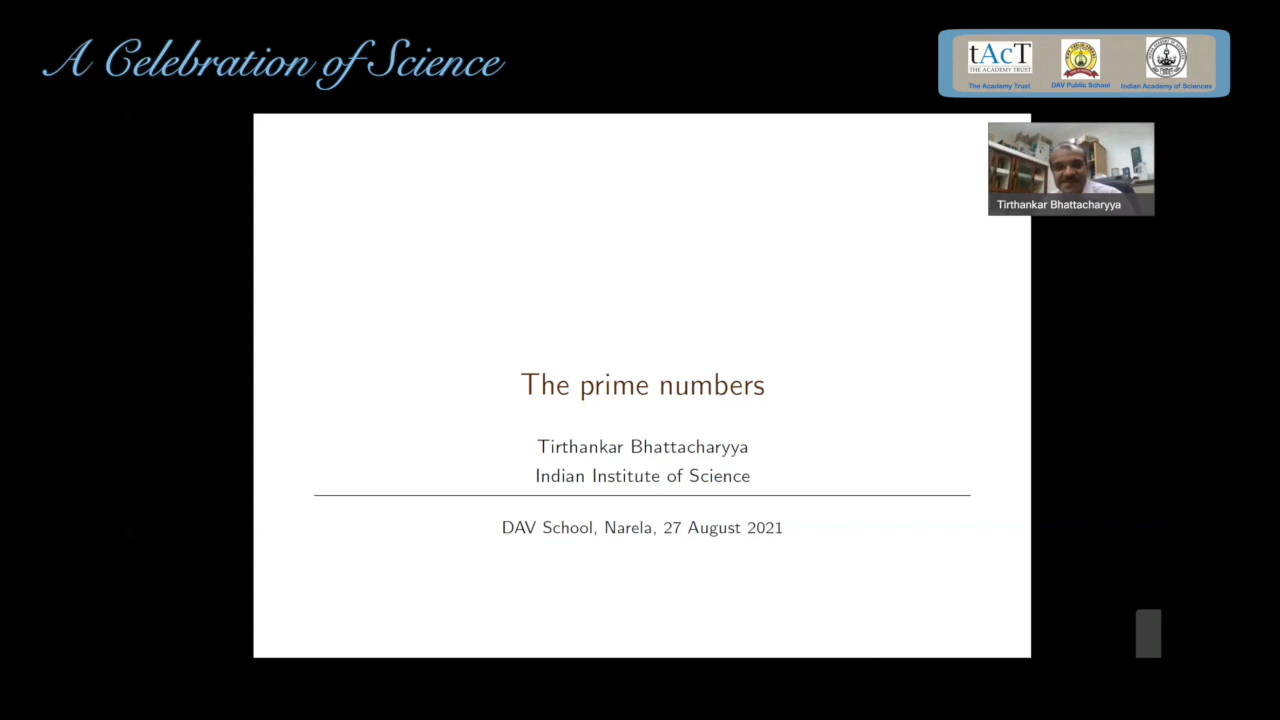 A Celebration of Science
tAcT
THE ACADEMY TRUST
The Academy Trust
DAV Public School
Indian Academy of Sciences
Tirthankar Bhattacharyya
The prime numbers
Tirthankar Bhattacharyya
Indian Institute of Science
DAV School, Narela, 27 August 2021